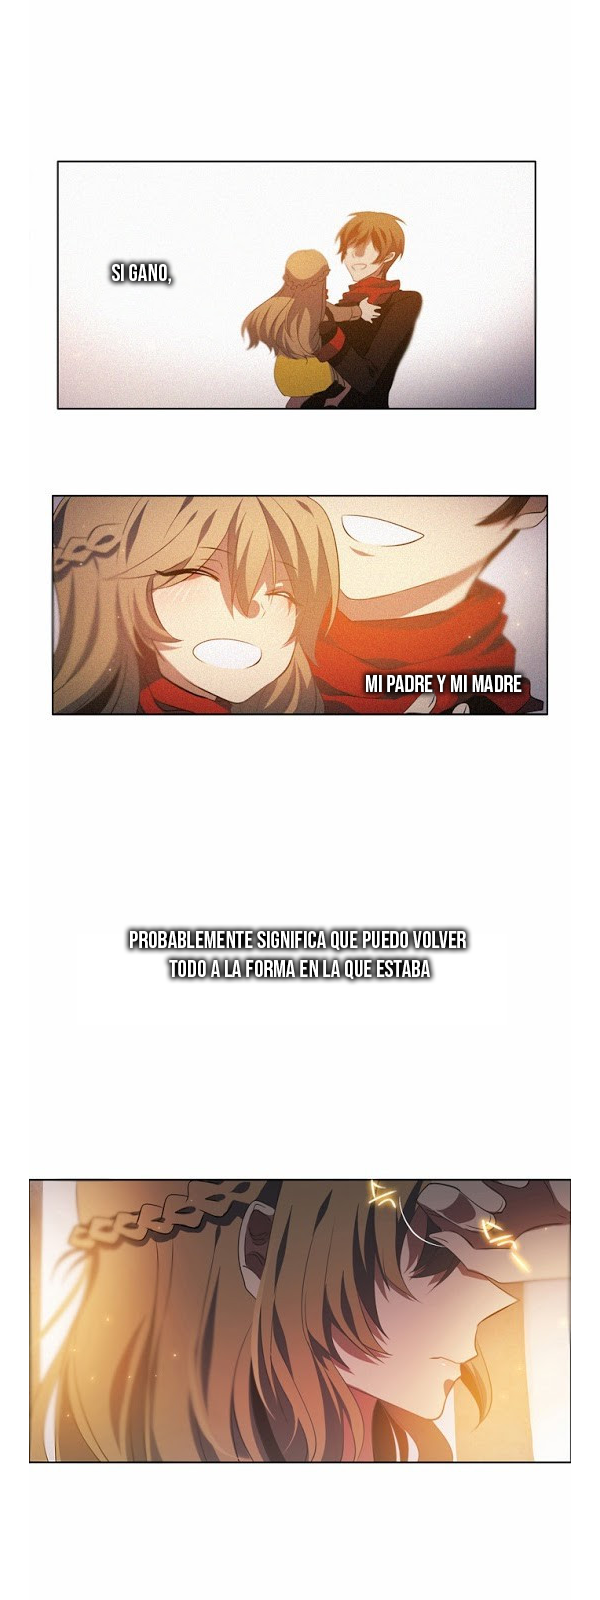 SI GANO,
MI PADRE Y MI MADRE
PROBABLEMENTE SIGNIFICA QUE PUEDO VOLVER
TODO A LA FORMA EN LA QUE ESTABA